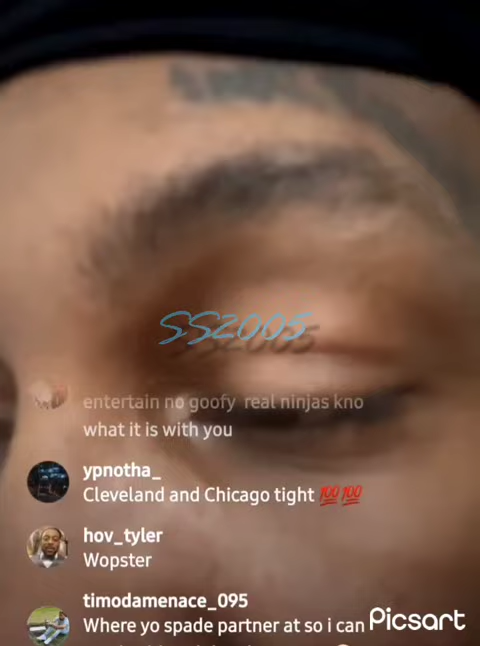 SS2005
entertain no goofy real ninjas kno
what it is with you
ypnotha_
Cleveland and Chicago tight 💯💯
hov_tyler
Wopster
timodamenace_095
Where yo spade partner at so i can
Picsart